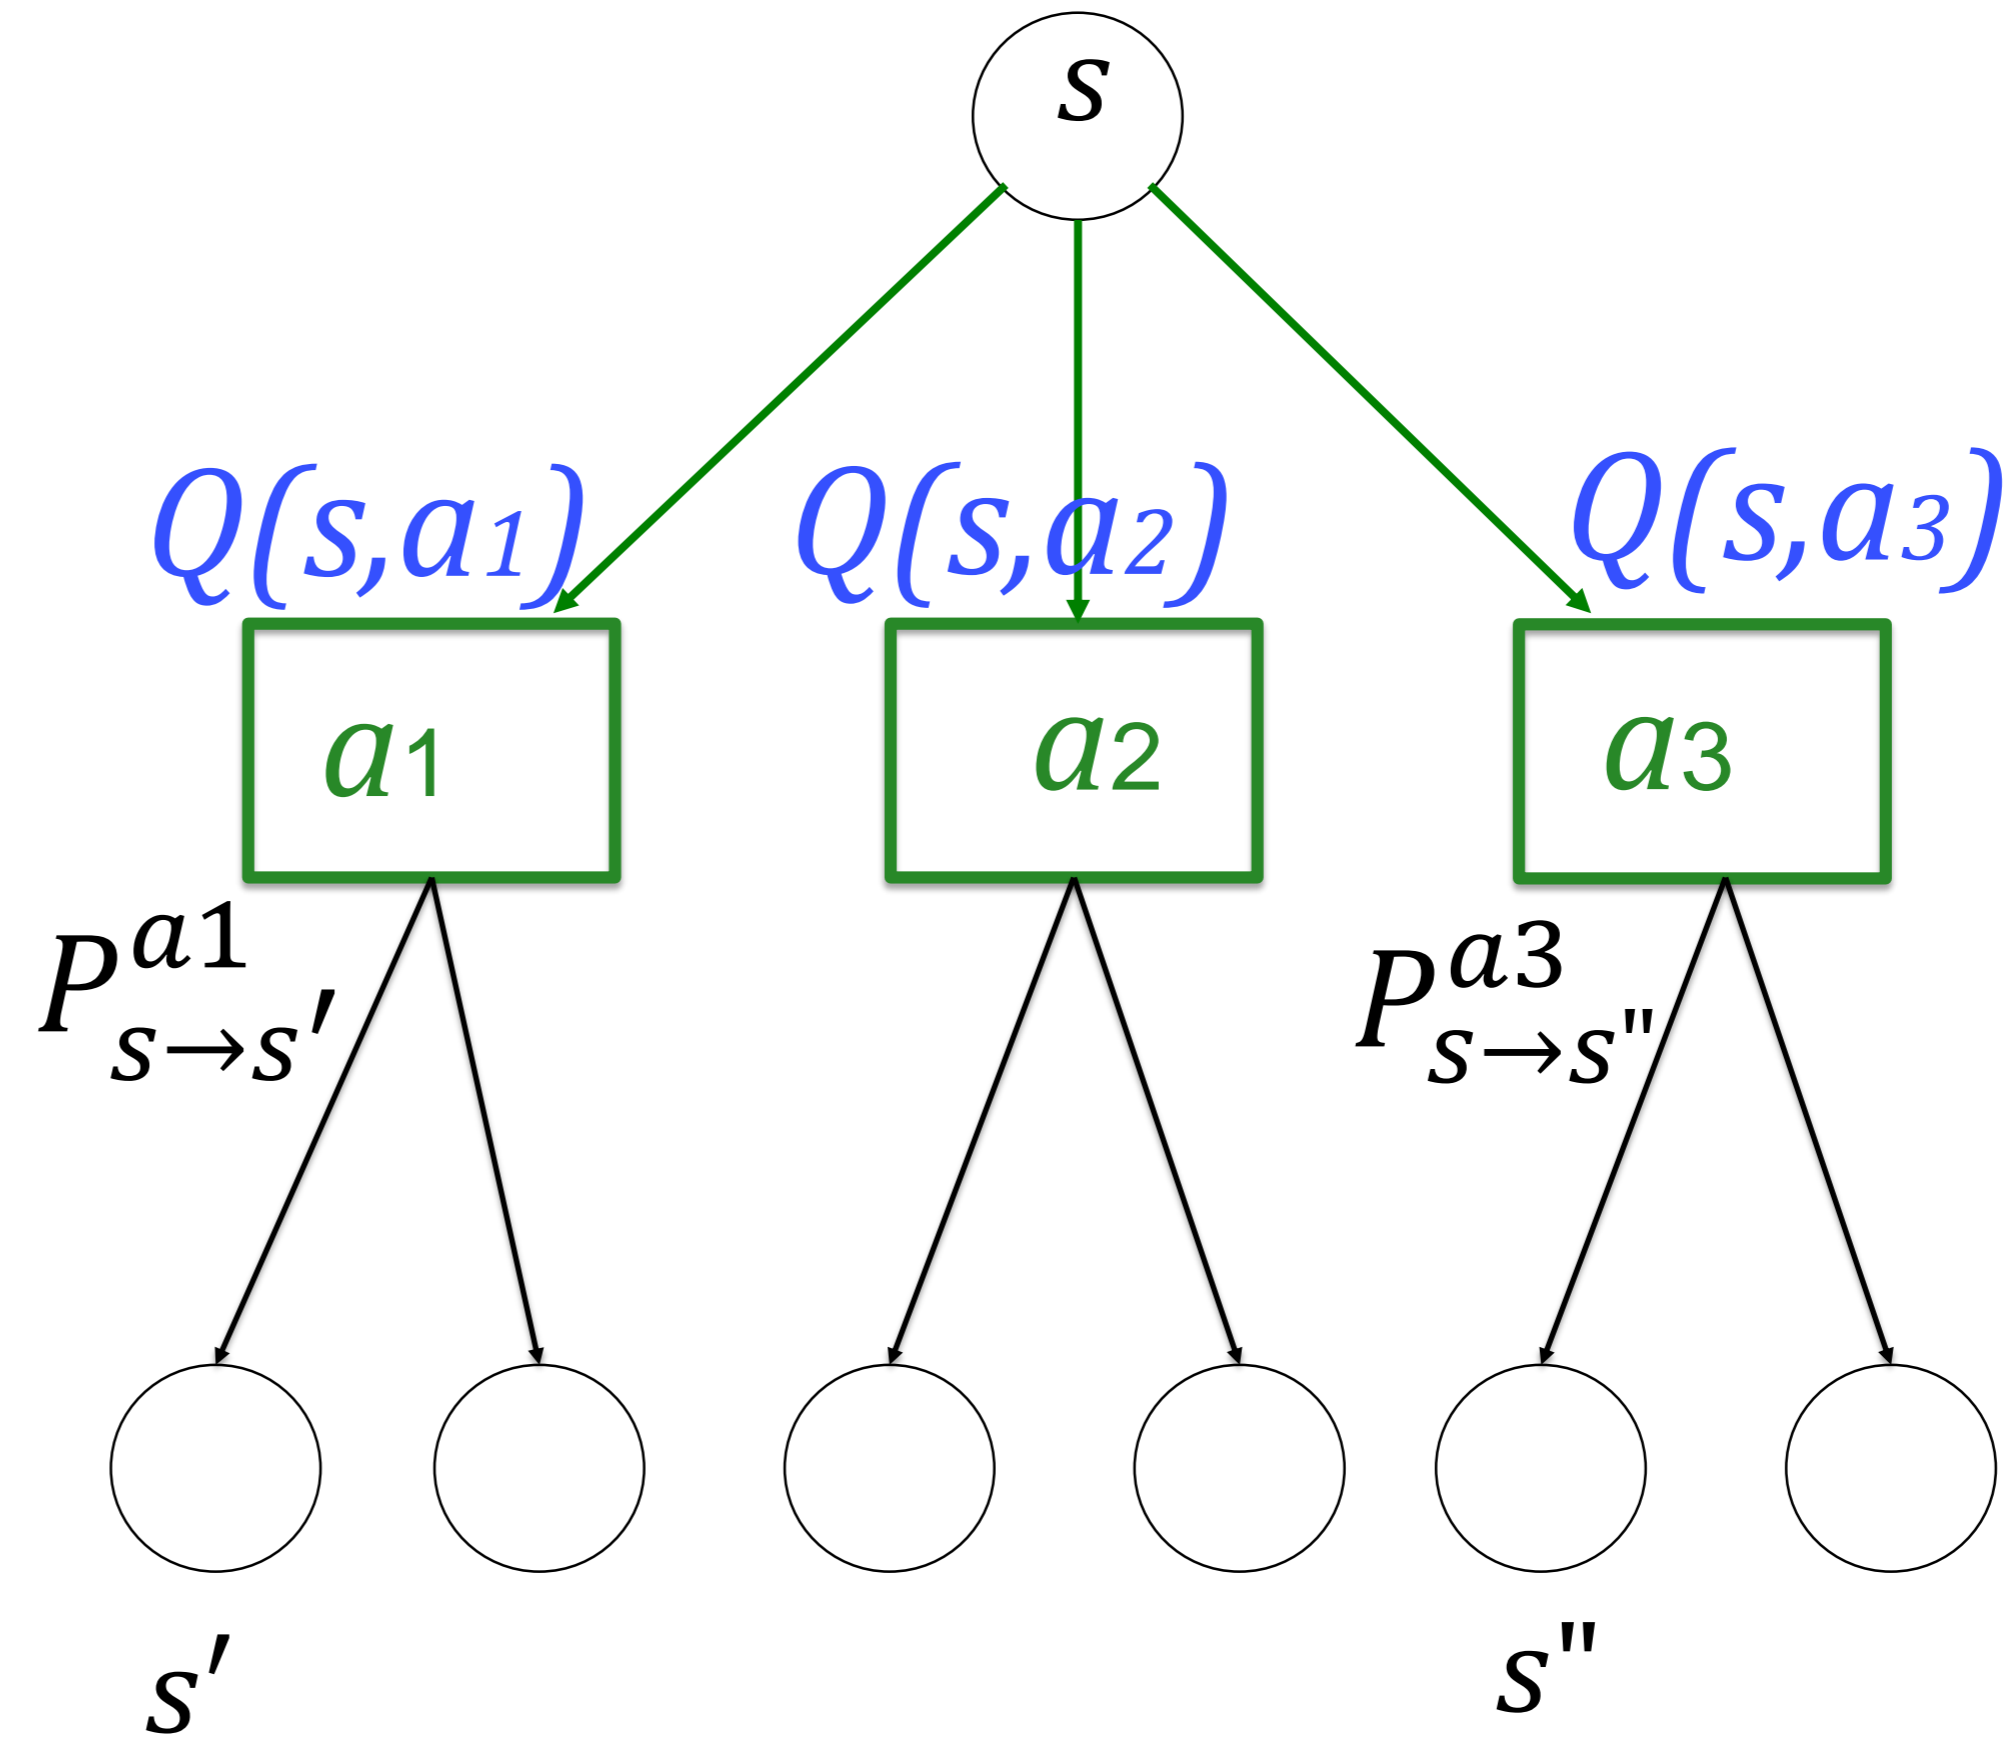 s
Q(s,a₁) Q(s,a₂) Q(s,a₃)
a1 a2 a3
P^{a1}_{s→s'} P^{a3}_{s→s"}
s' s"